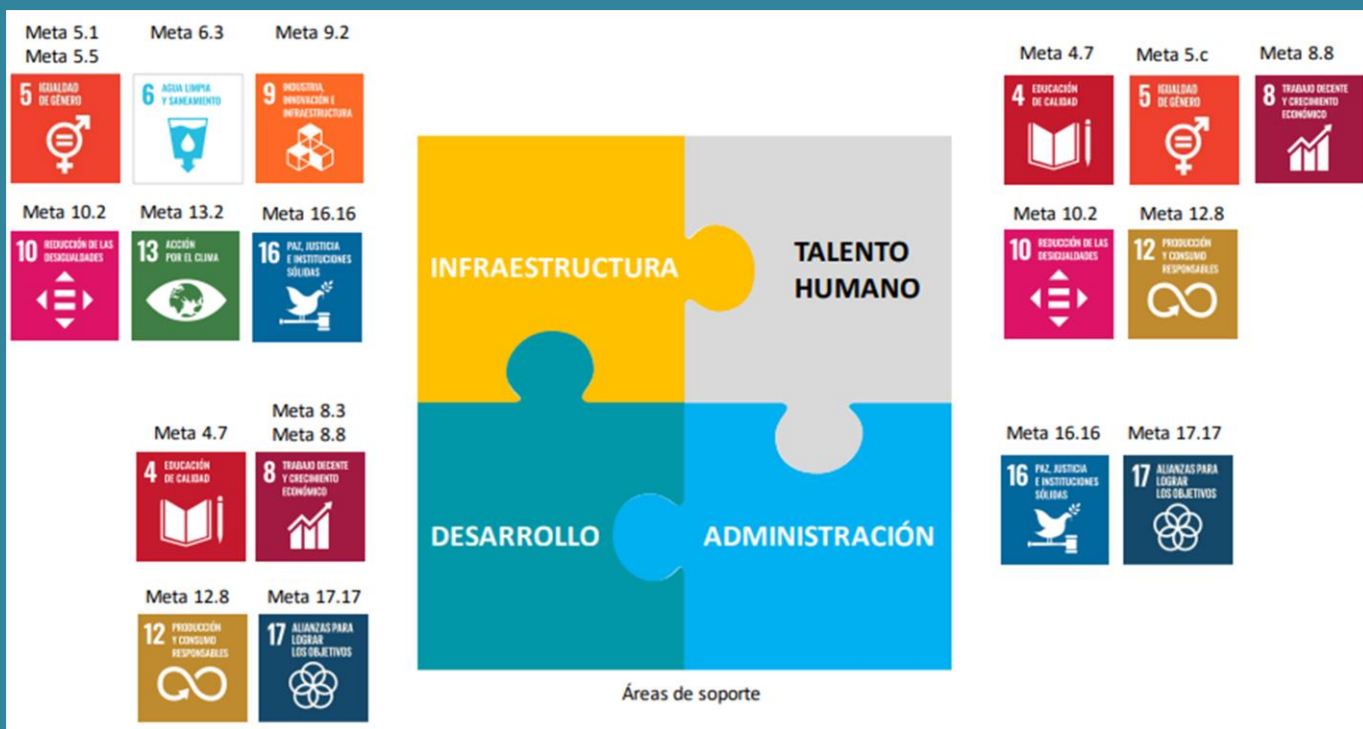 Meta 5.1
Meta 5.5
Meta 6.3
Meta 9.2
5 IGUALDAD
DE GÉNERO
6 AGUA LIMPIA
Y SANEAMIENTO
9 INDUSTRIA,
INNOVACIÓN E
INFRAESTRUCTURA
Meta 10.2
Meta 13.2
Meta 16.16
10 REDUCCIÓN DE LAS
DESIGUALDADES
13 ACCIÓN
POR EL CLIMA
16 PAZ, JUSTICIA
E INSTITUCIONES
SÓLIDAS
Meta 4.7
Meta 5.c
Meta 8.8
4 EDUCACIÓN
DE CALIDAD
5 IGUALDAD
DE GÉNERO
8 TRABAJO DECENTE
Y CRECIMIENTO
ECONÓMICO
Meta 10.2
Meta 12.8
10 REDUCCIÓN DE LAS
DESIGUALDADES
12 PRODUCCIÓN
Y CONSUMO
RESPONSABLES
INFRAESTRUCTURA
TALENTO
HUMANO
Meta 4.7
Meta 8.3
Meta 8.8
4 EDUCACIÓN
DE CALIDAD
8 TRABAJO DECENTE
Y CRECIMIENTO
ECONÓMICO
Meta 12.8
Meta 17.17
12 PRODUCCIÓN
Y CONSUMO
RESPONSABLES
17 ALIANZAS PARA
LOGRAR
LOS OBJETIVOS
DESARROLLO
ADMINISTRACIÓN
Meta 16.16
Meta 17.17
16 PAZ, JUSTICIA
E INSTITUCIONES
SÓLIDAS
17 ALIANZAS PARA
LOGRAR
LOS OBJETIVOS
Áreas de soporte